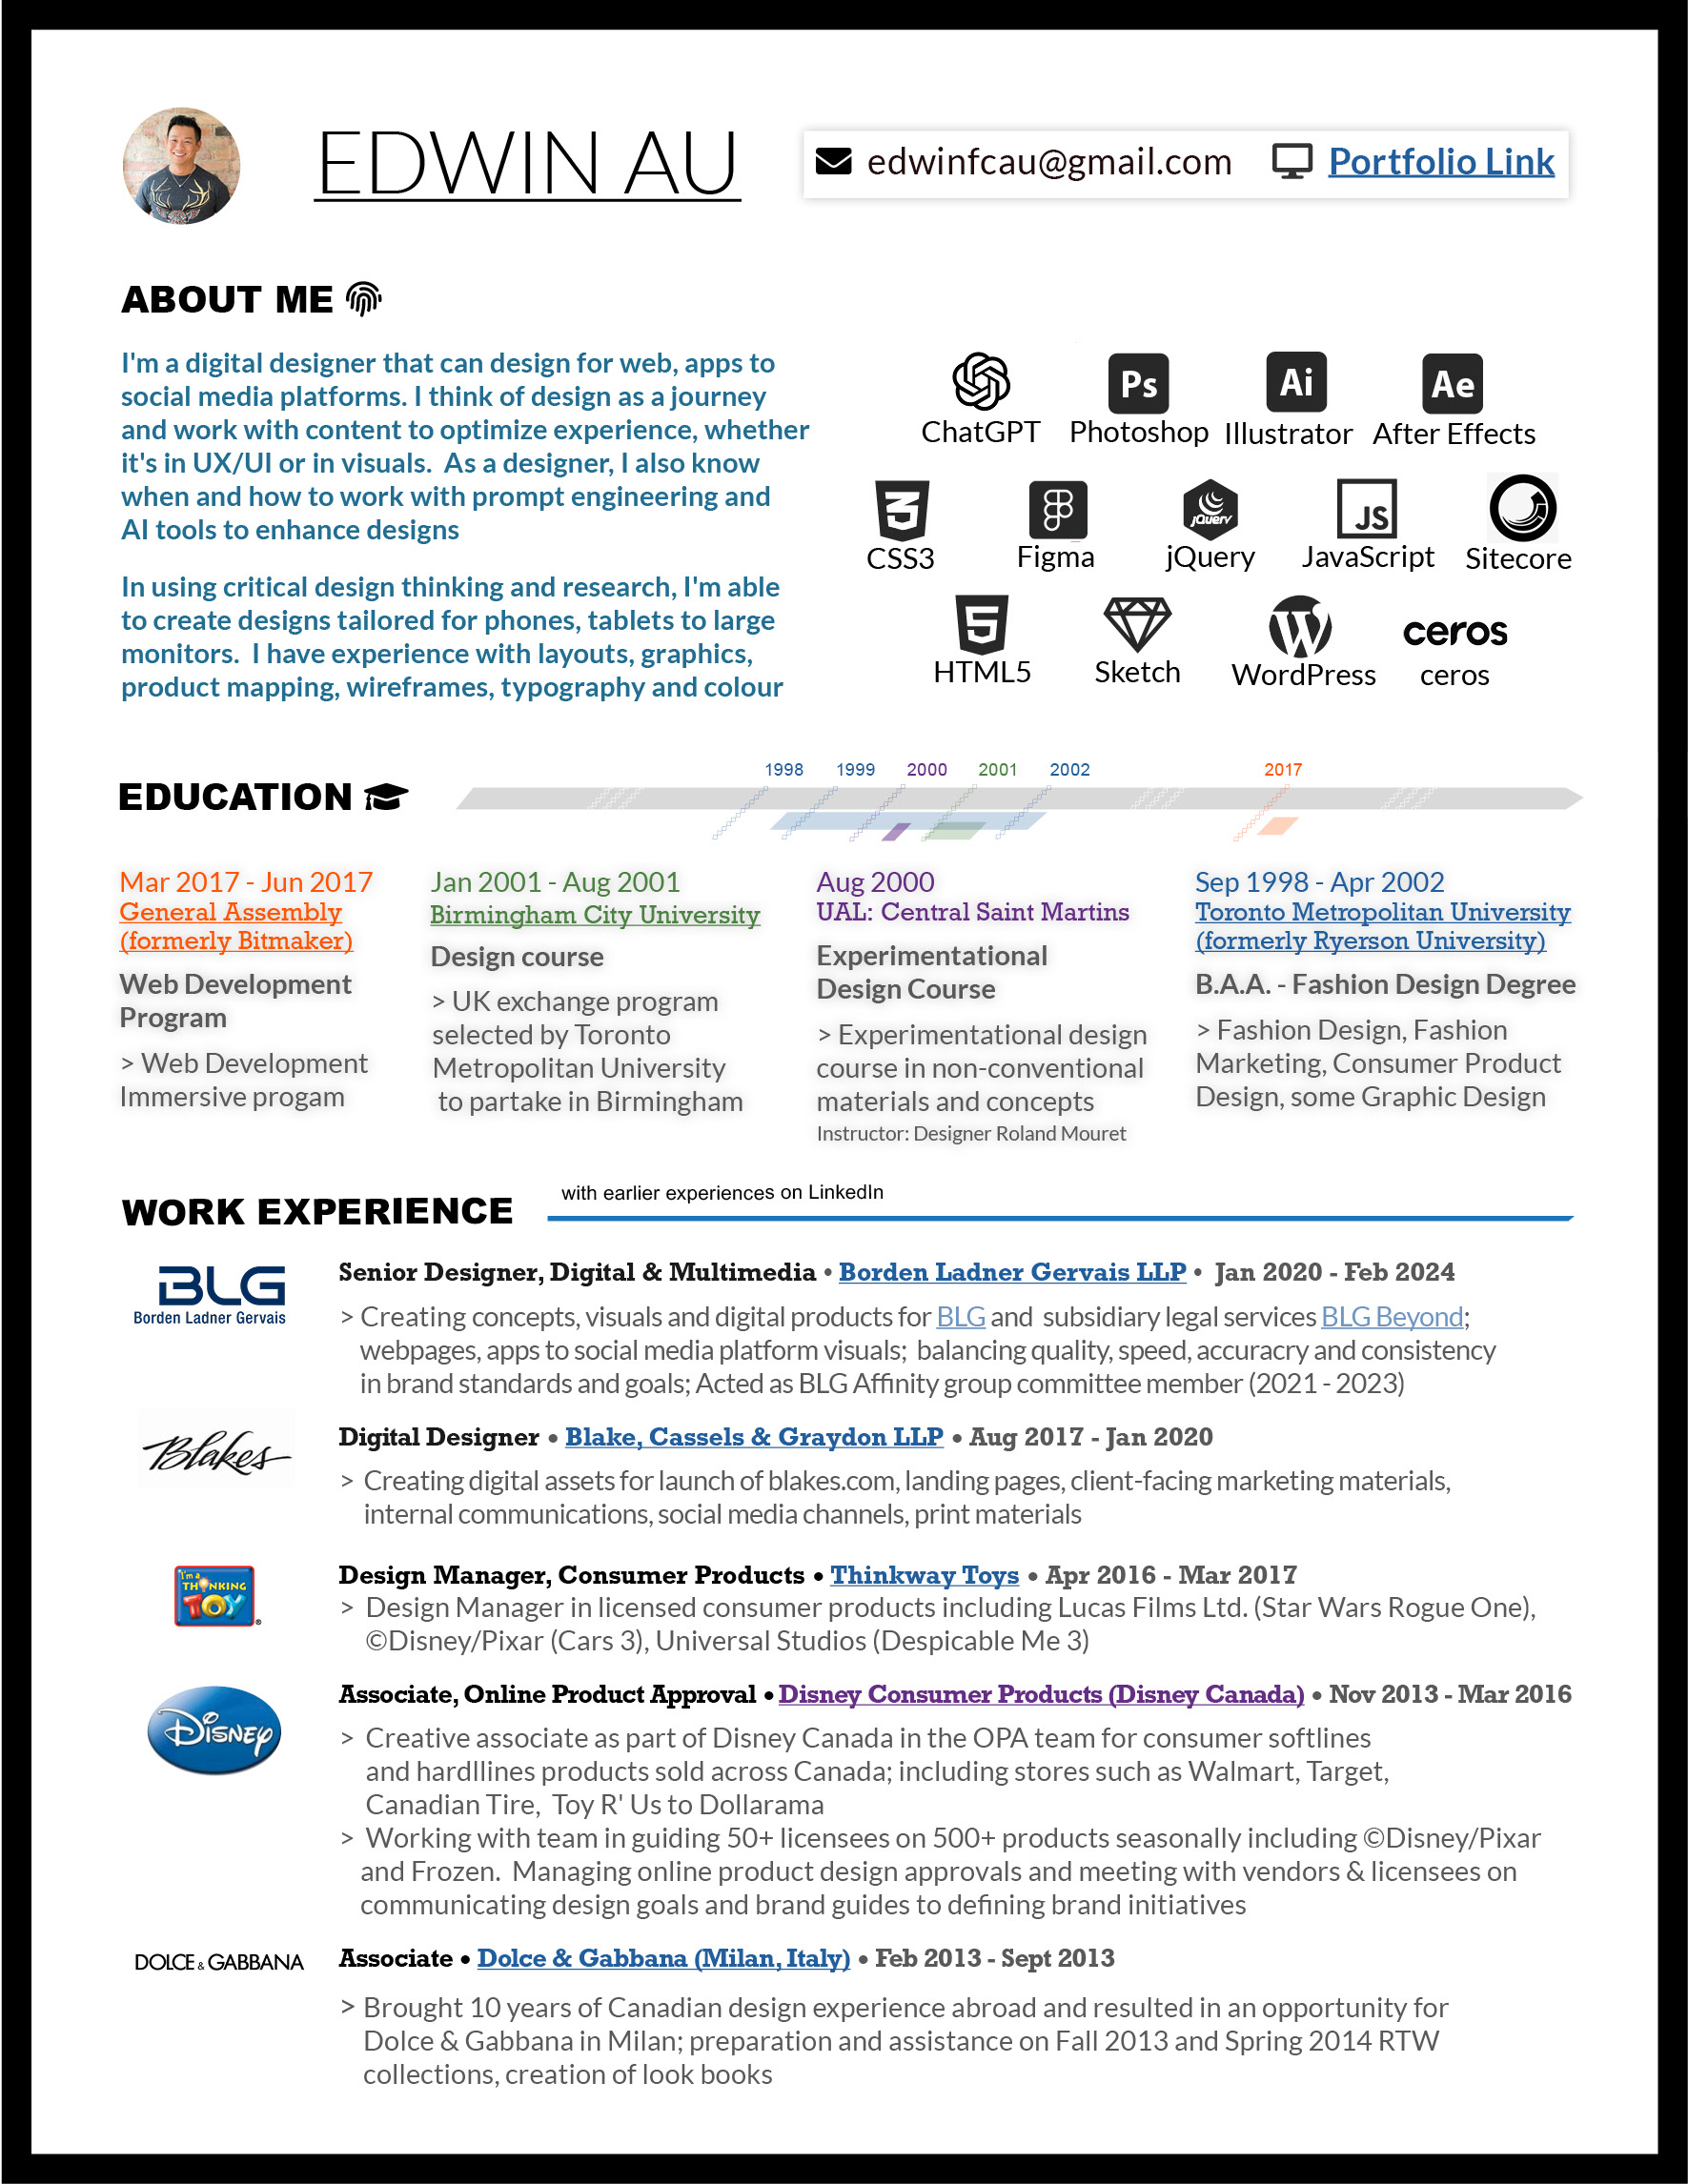 EDWIN AU
edwinfcau@gmail.com Portfolio Link
ABOUT ME
I'm a digital designer that can design for web, apps to
social media platforms. I think of design as a journey
and work with content to optimize experience, whether
it's in UX/UI or in visuals. As a designer, I also know
when and how to work with prompt engineering and
AI tools to enhance designs
In using critical design thinking and research, I'm able
to create designs tailored for phones, tablets to large
monitors. I have experience with layouts, graphics,
product mapping, wireframes, typography and colour
Ps Ai Ae
ChatGPT Photoshop Illustrator After Effects
3 jQuery JS
CSS3 Figma jQuery JavaScript Sitecore
5 W ceros
HTML5 Sketch WordPress ceros
EDUCATION
1998 1999 2000 2001 2002 2017
Mar 2017 - Jun 2017
General Assembly
(formerly Bitmaker)
Web Development
Program
> Web Development
Immersive progam
Jan 2001 - Aug 2001
Birmingham City University
Design course
> UK exchange program
selected by Toronto
Metropolitan University
to partake in Birmingham
Aug 2000
UAL: Central Saint Martins
Experimentational
Design Course
> Experimentational design
course in non-conventional
materials and concepts
Instructor: Designer Roland Mouret
Sep 1998 - Apr 2002
Toronto Metropolitan University
(formerly Ryerson University)
B.A.A. - Fashion Design Degree
> Fashion Design, Fashion
Marketing, Consumer Product
Design, some Graphic Design
WORK EXPERIENCE
with earlier experiences on LinkedIn
BLG
Borden Ladner Gervais
Senior Designer, Digital & Multimedia • Borden Ladner Gervais LLP • Jan 2020 - Feb 2024
> Creating concepts, visuals and digital products for BLG and subsidiary legal services BLG Beyond;
webpages, apps to social media platform visuals; balancing quality, speed, accuracry and consistency
in brand standards and goals; Acted as BLG Affinity group committee member (2021 - 2023)
Blakes
Digital Designer • Blake, Cassels & Graydon LLP • Aug 2017 - Jan 2020
> Creating digital assets for launch of blakes.com, landing pages, client-facing marketing materials,
internal communications, social media channels, print materials
I'm a
THINKING
TOY
Design Manager, Consumer Products • Thinkway Toys • Apr 2016 - Mar 2017
> Design Manager in licensed consumer products including Lucas Films Ltd. (Star Wars Rogue One),
©Disney/Pixar (Cars 3), Universal Studios (Despicable Me 3)
Disney
Associate, Online Product Approval • Disney Consumer Products (Disney Canada) • Nov 2013 - Mar 2016
> Creative associate as part of Disney Canada in the OPA team for consumer softlines
and hardllines products sold across Canada; including stores such as Walmart, Target,
Canadian Tire, Toy R' Us to Dollarama
> Working with team in guiding 50+ licensees on 500+ products seasonally including ©Disney/Pixar
and Frozen. Managing online product design approvals and meeting with vendors & licensees on
communicating design goals and brand guides to defining brand initiatives
DOLCE & GABBANA
Associate • Dolce & Gabbana (Milan, Italy) • Feb 2013 - Sept 2013
> Brought 10 years of Canadian design experience abroad and resulted in an opportunity for
Dolce & Gabbana in Milan; preparation and assistance on Fall 2013 and Spring 2014 RTW
collections, creation of look books